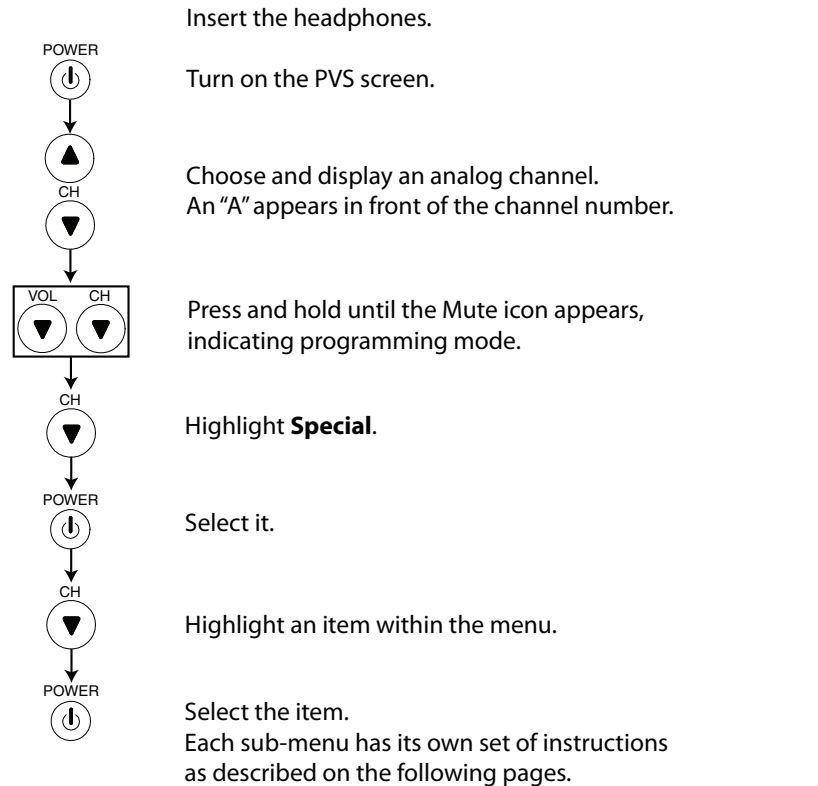 Insert the headphones.
POWER
Turn on the PVS screen.
CH
Choose and display an analog channel.
An “A” appears in front of the channel number.
VOL CH
Press and hold until the Mute icon appears,
indicating programming mode.
CH
Highlight Special.
POWER
Select it.
CH
Highlight an item within the menu.
POWER
Select the item.
Each sub-menu has its own set of instructions
as described on the following pages.